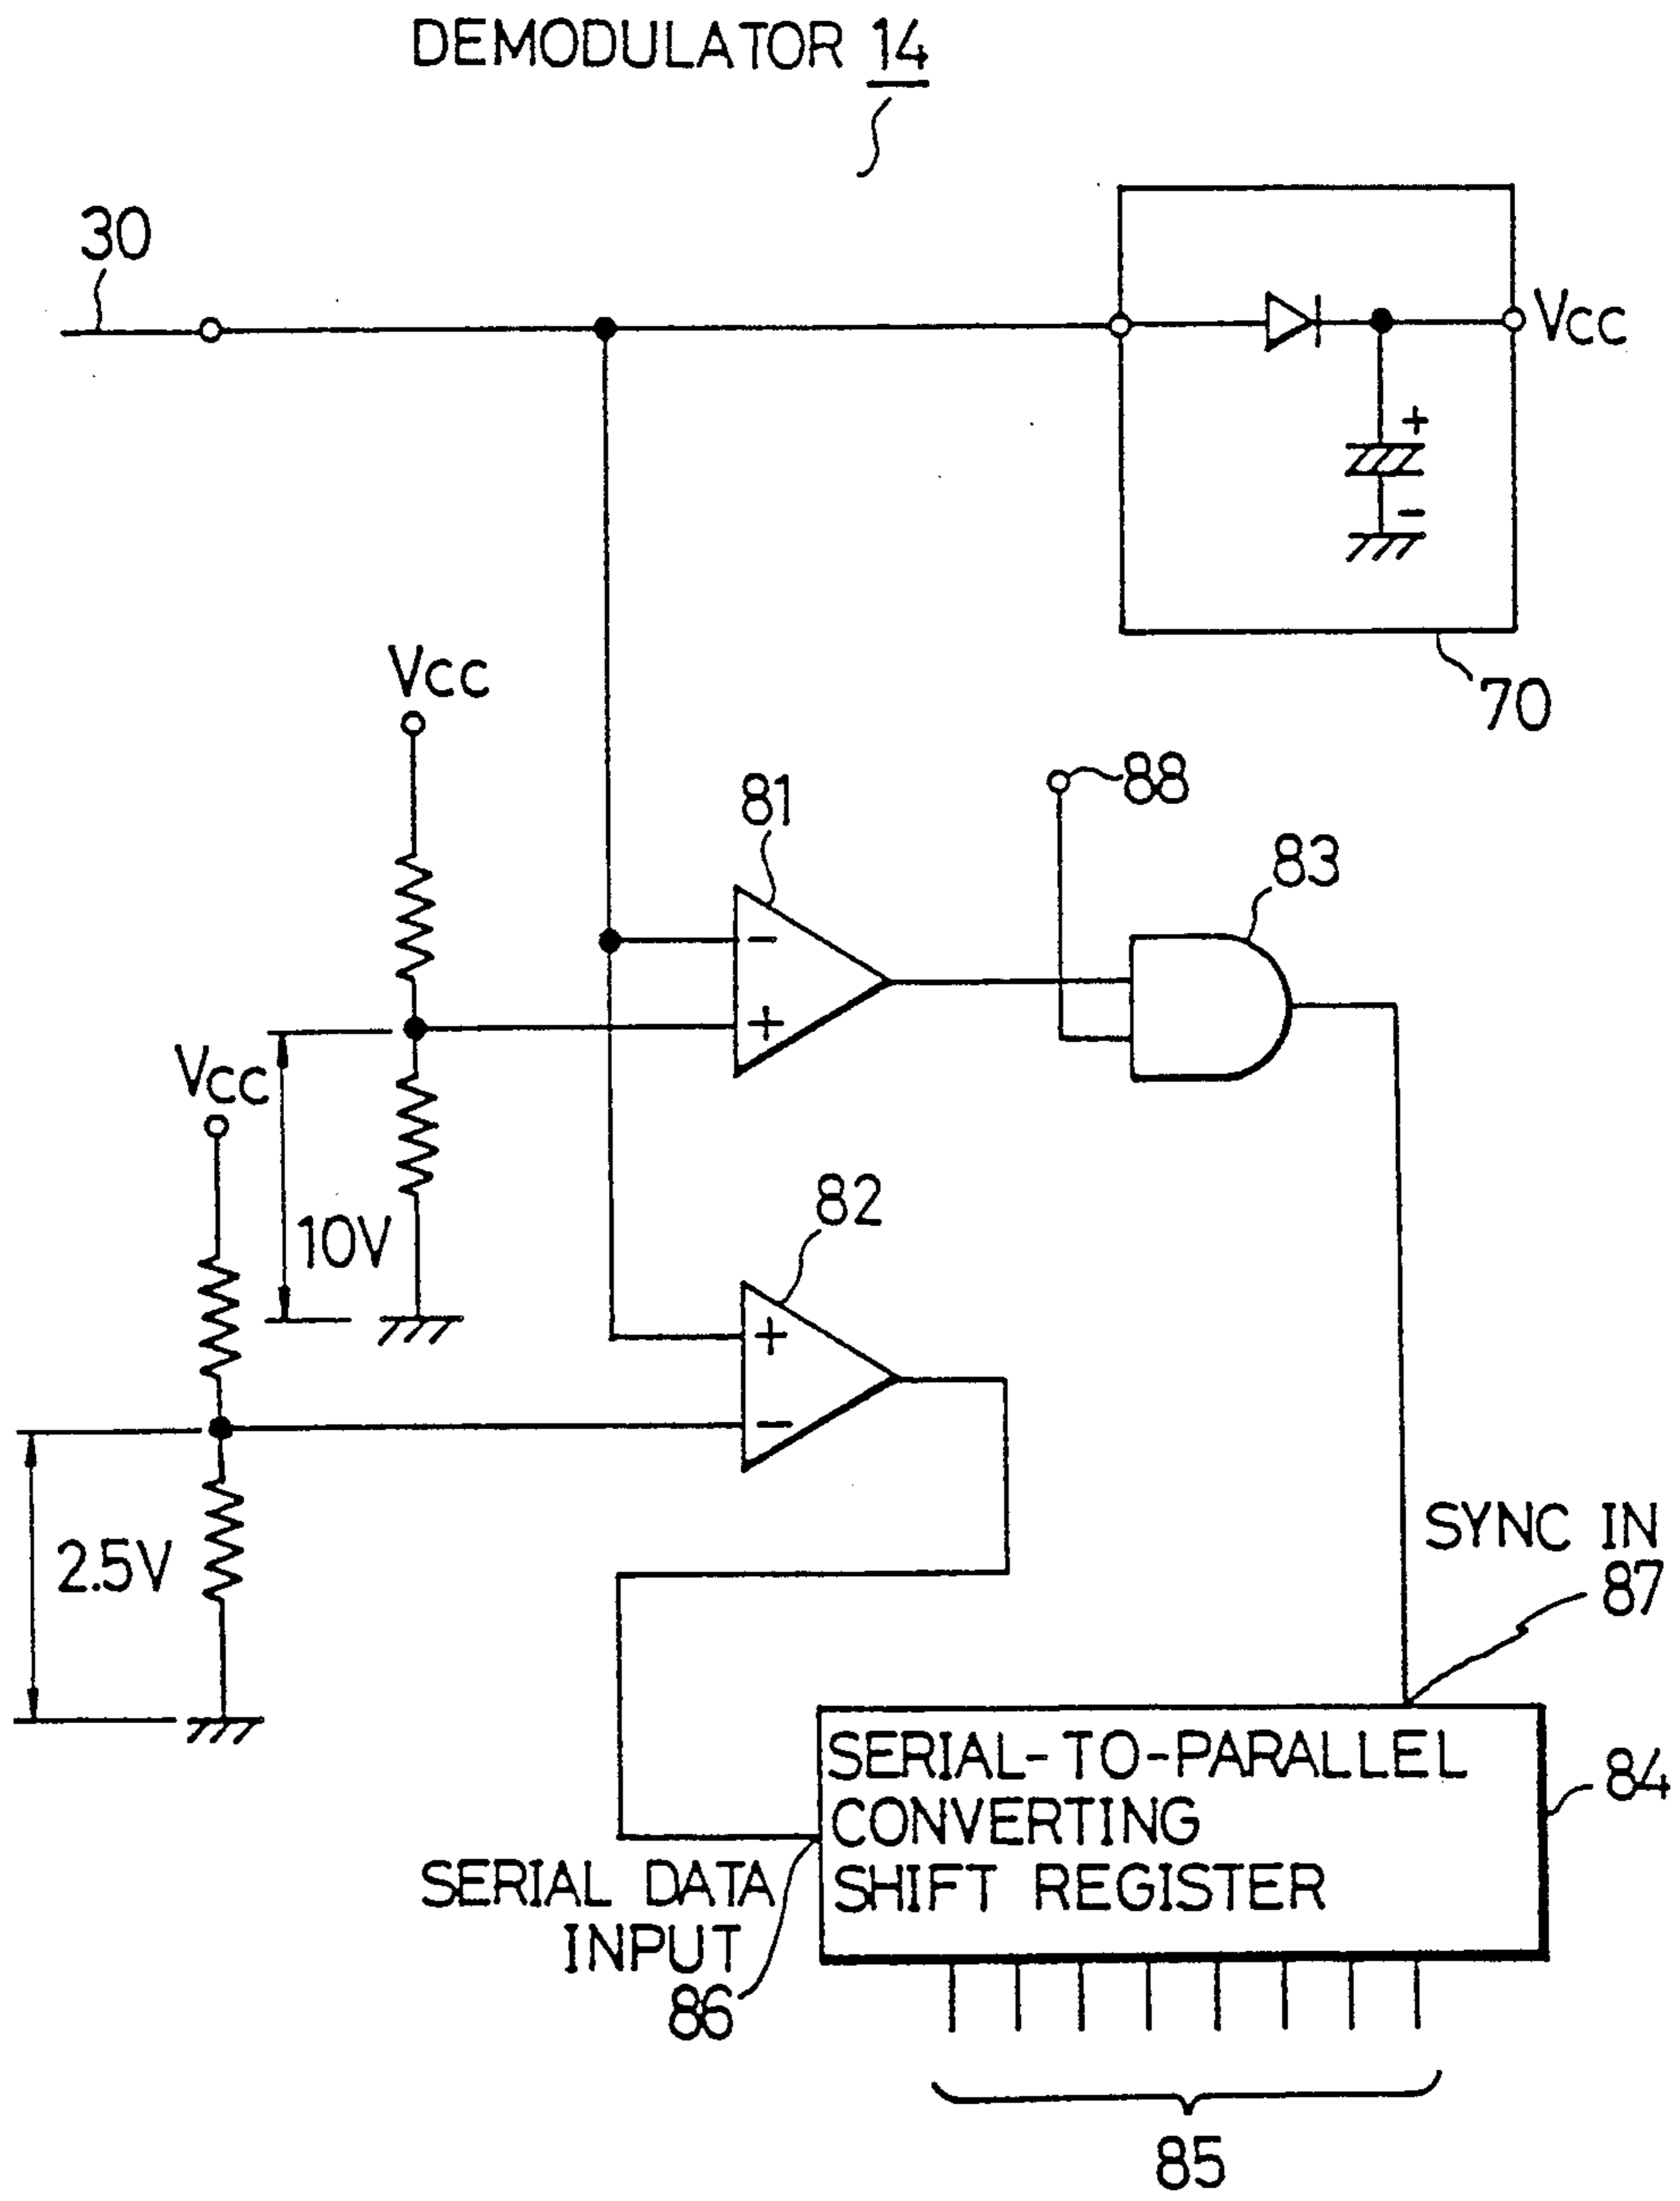 DEMODULATOR 14
30
VCC
+
-
70
VCC
88
81
83
-
+
VCC
10V
82
+
-
2.5V
SYNC IN
87
SERIAL-TO-PARALLEL
CONVERTING
SHIFT REGISTER
84
SERIAL DATA
INPUT
86
85